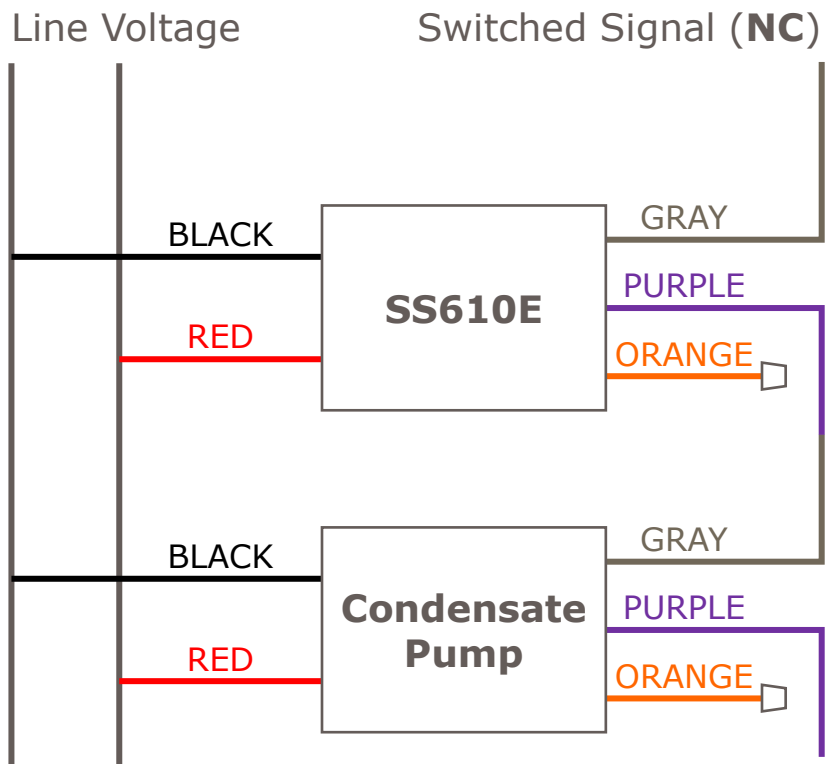 Line Voltage
Switched Signal (NC)
BLACK
RED
SS610E
GRAY
PURPLE
ORANGE
BLACK
RED
Condensate
Pump
GRAY
PURPLE
ORANGE